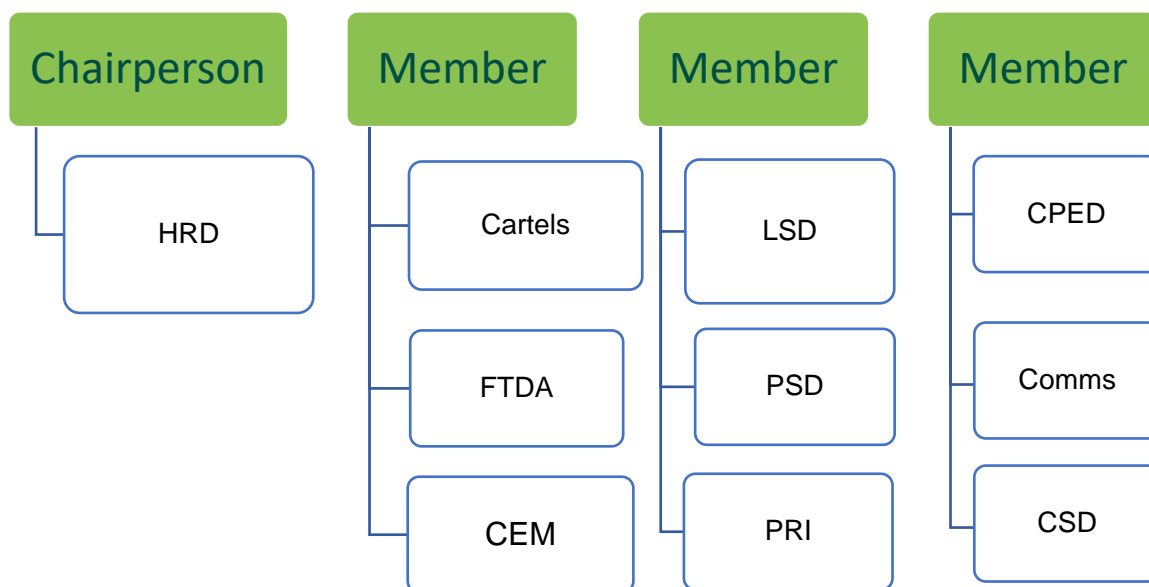 Chairperson
HRD
Member
Cartels
FTDA
CEM
Member
LSD
PSD
PRI
Member
CPED
Comms
CSD